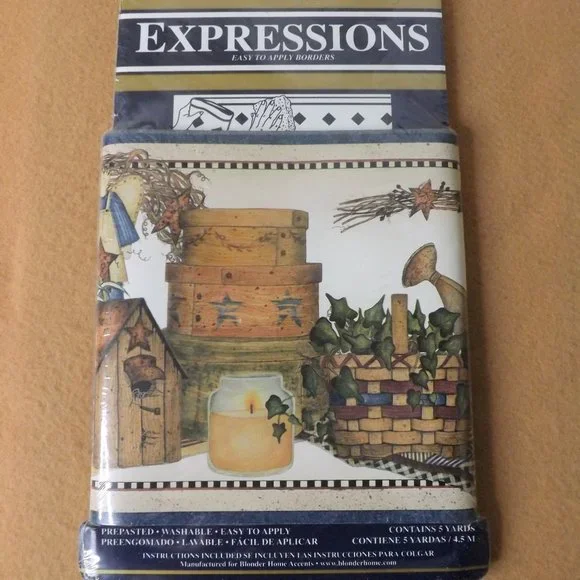 EXPRESSIONS
EASY TO APPLY BORDERS
PREPASTED • WASHABLE • EASY TO APPLY
PREENGOMADO • LAVABLE • FÁCIL DE APLICAR
CONTAINS 5 YARDS
CONTIENE 5 YARDAS / 4.5 M
INSTRUCTIONS INCLUDED SE INCLUYEN LAS INSTRUCCIONES PARA COLGAR
Manufactured for Blonder Home Accents • www.blonderhome.com